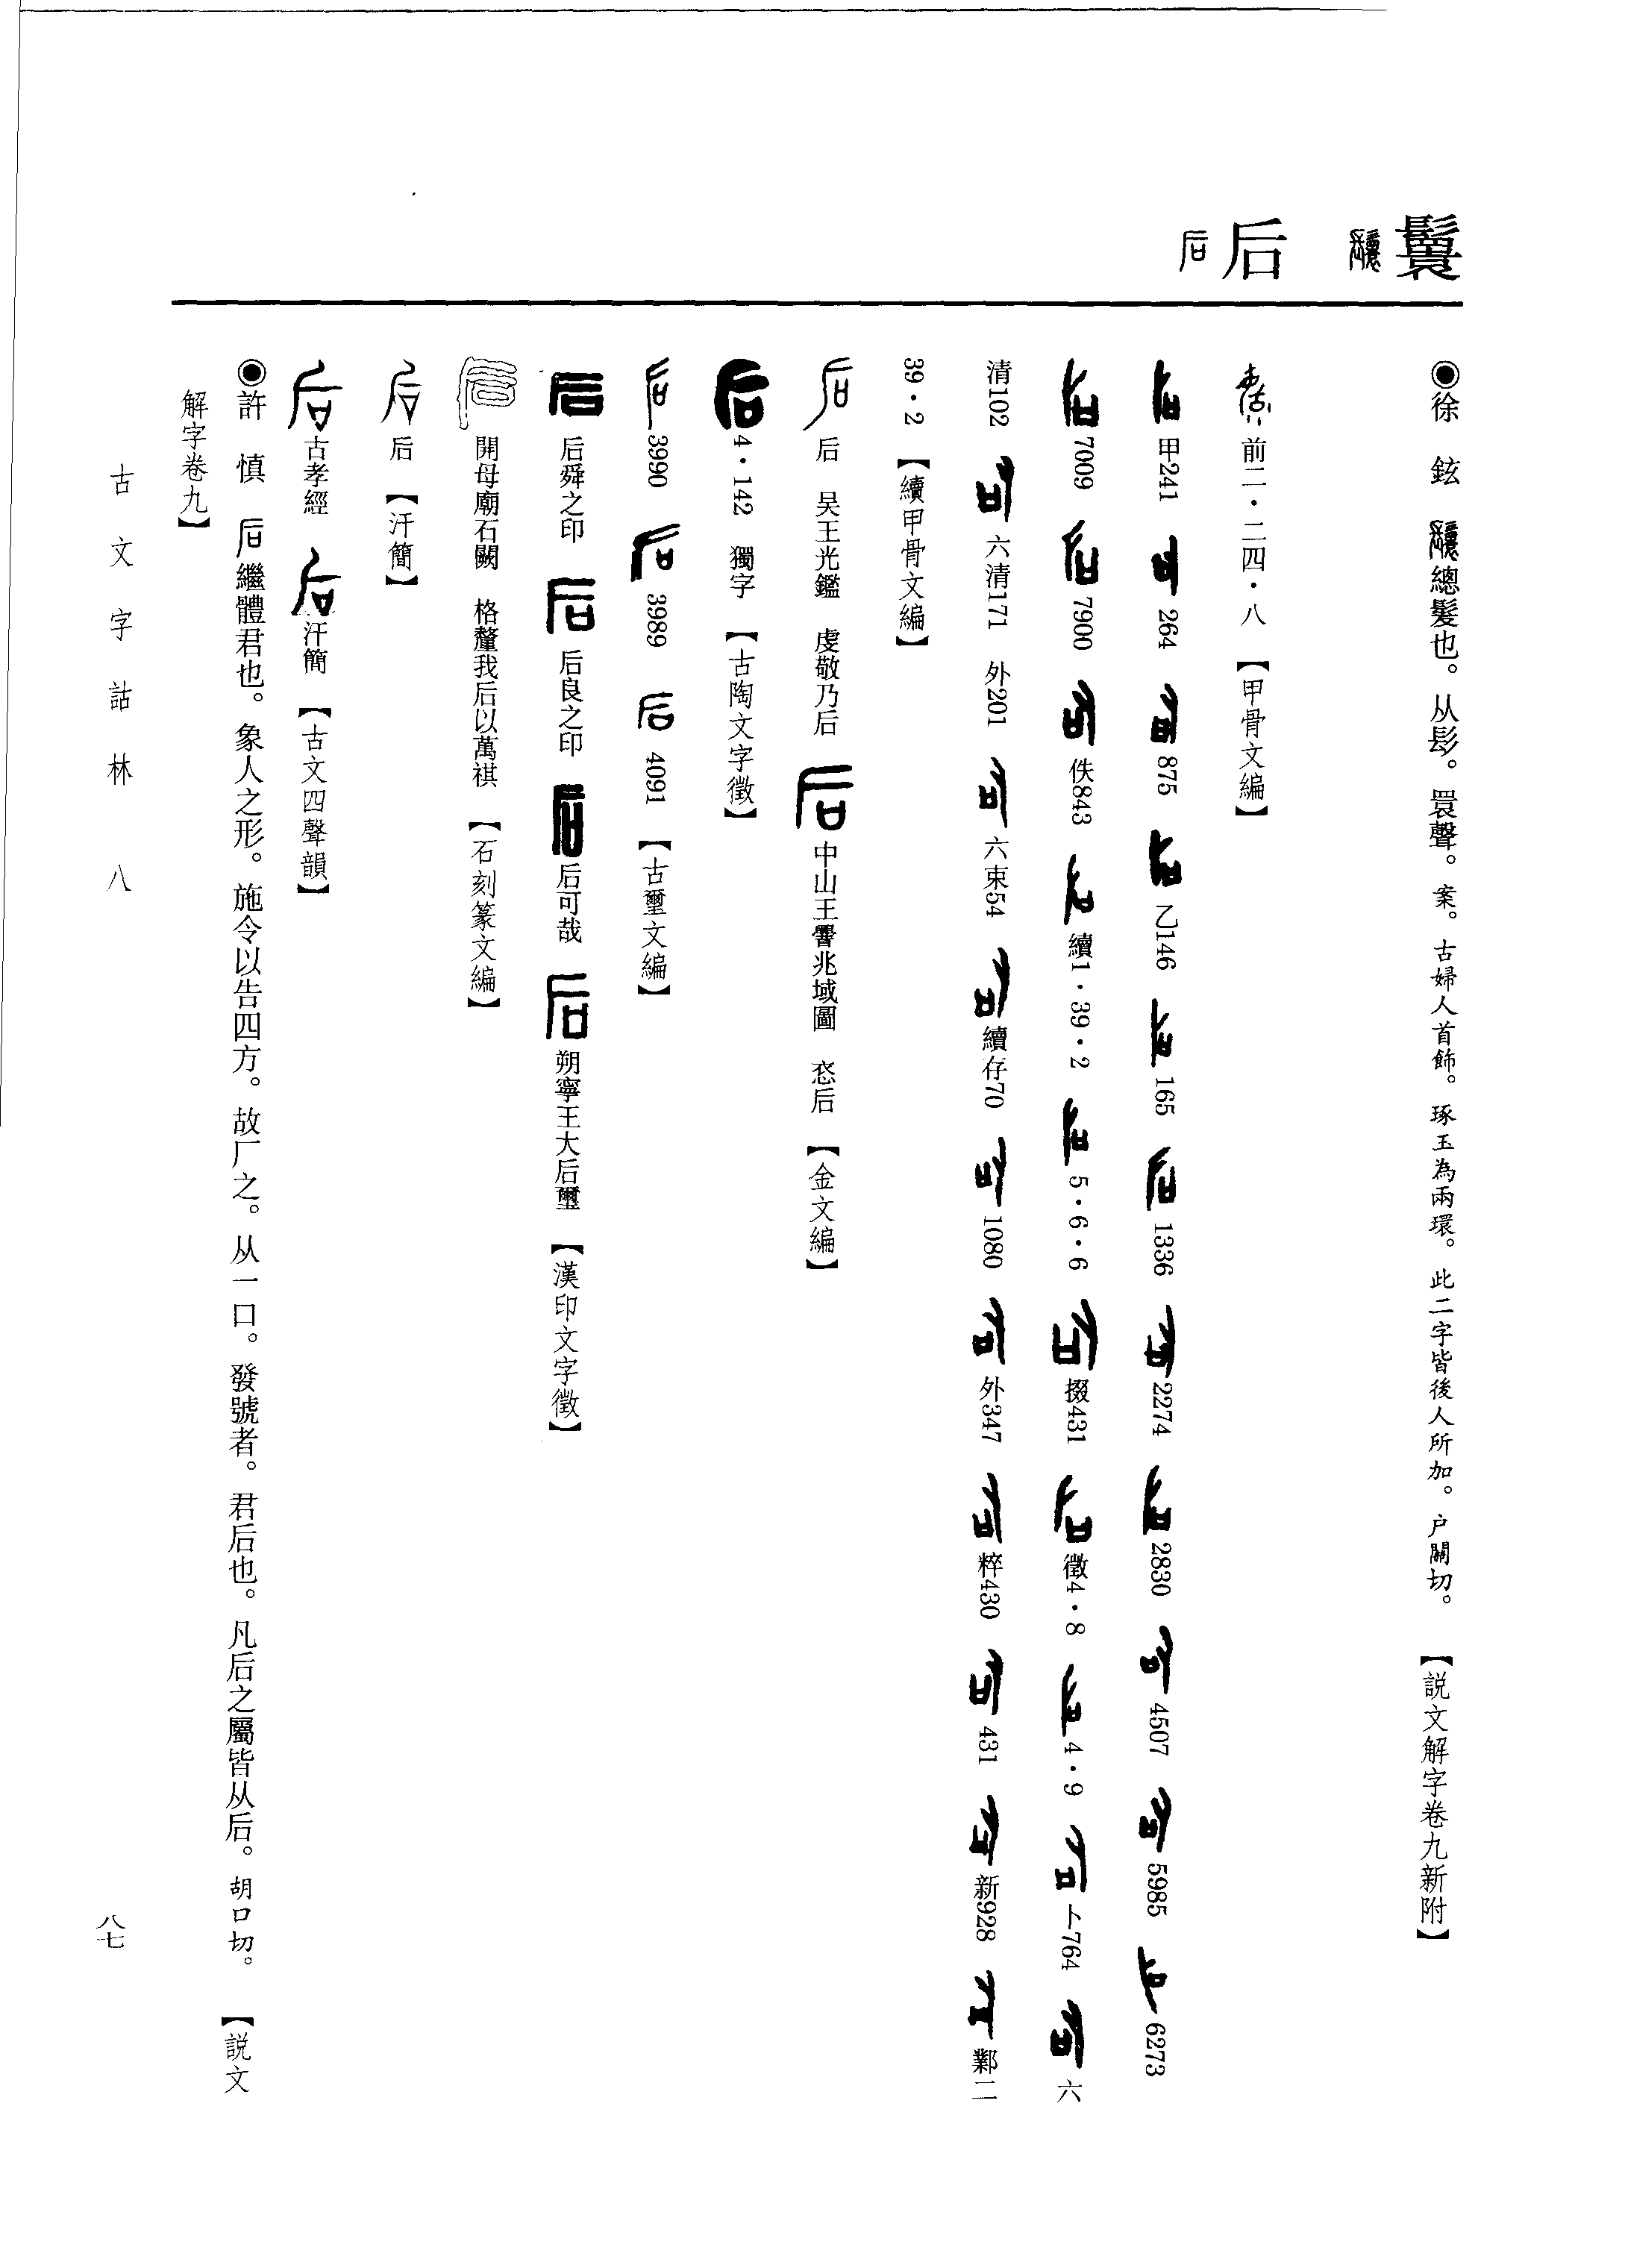 鬟 后
●徐　鉉　總髮也。从髟。睘聲。案。古婦人首飾。琢玉為兩環。此二字皆後人所加。户關切。【説文解字卷九新附】
前二·二四·八【甲骨文編】
甲241　264　875　乙146　165　1336　2274　2830　4507　5985　6273
7009　7900　佚843　續1·39·2　5·6·6　掇431　徵4·8　4·9　卜764　六
清102　六清171　外201　六束54　續存70　1080　外347　粹430　431　新928　鄴二
39·2【續甲骨文編】
后　吴王光鑑　虔敬乃后　中山王䁐兆域圖　悆后【金文編】
4·142　獨字【古陶文字徵】
3990　3989　4091【古璽文編】
后舜之印　后良之印　后可哉　朔寧王大后璽【漢印文字徵】
開母廟石闕　格釐我后以萬祺【石刻篆文編】
后【汗簡】
古孝經　汗簡【古文四聲韻】
●許　慎　后繼體君也。象人之形。施令以告四方。故厂之。从一口。發號者。君后也。凡后之屬皆从后。胡口切。【説文
解字卷九】
古文字詁林　八
八七